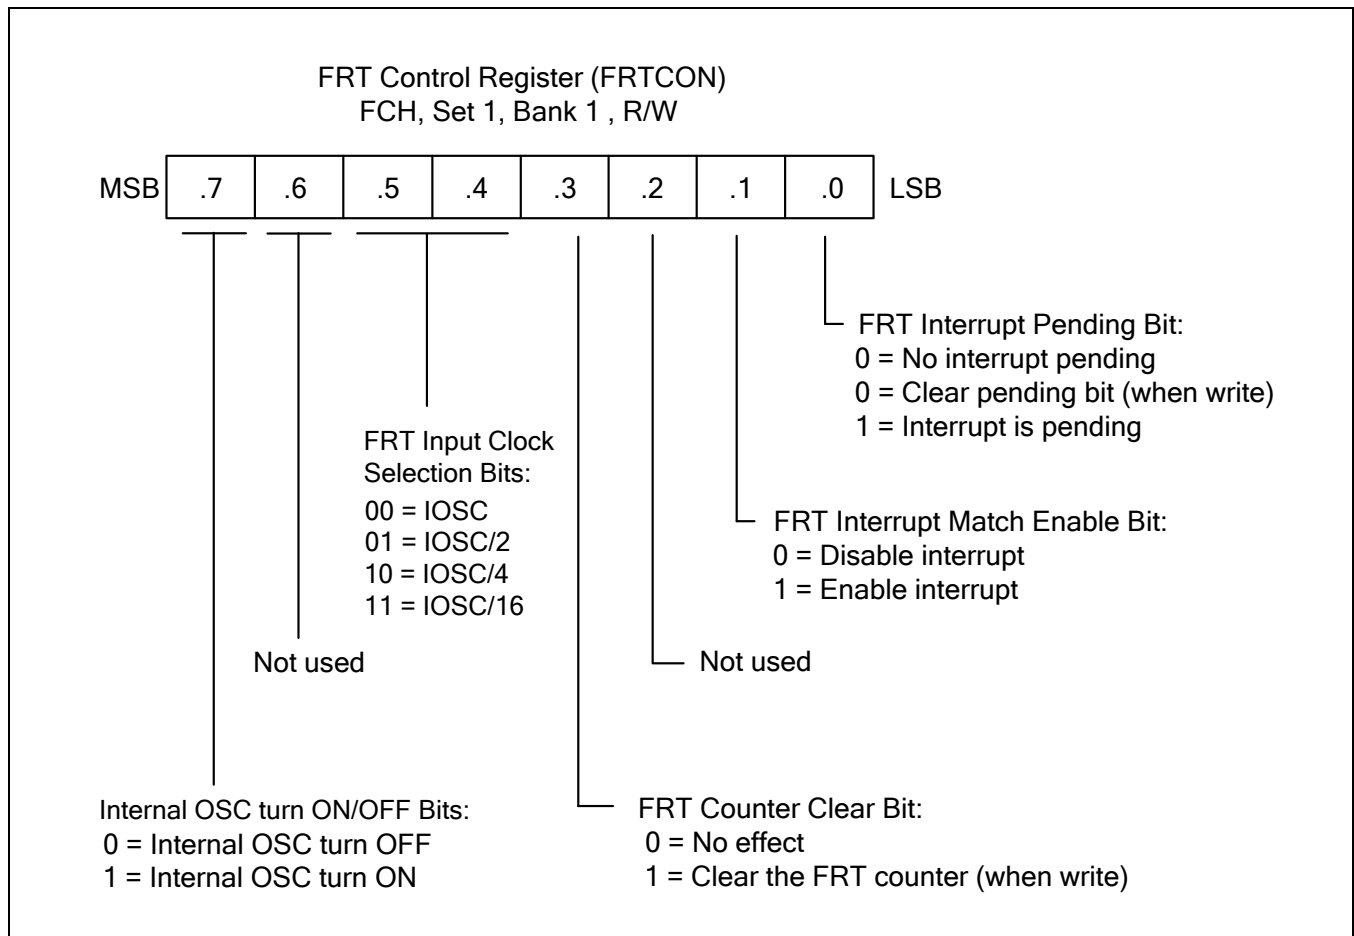 FRT Control Register (FRTCON)
FCH, Set 1, Bank 1 , R/W
MSB .7 .6 .5 .4 .3 .2 .1 .0 LSB
FRT Interrupt Pending Bit:
0 = No interrupt pending
0 = Clear pending bit (when write)
1 = Interrupt is pending
FRT Input Clock
Selection Bits:
00 = IOSC
01 = IOSC/2
10 = IOSC/4
11 = IOSC/16
FRT Interrupt Match Enable Bit:
0 = Disable interrupt
1 = Enable interrupt
Not used
Not used
Internal OSC turn ON/OFF Bits:
0 = Internal OSC turn OFF
1 = Internal OSC turn ON
FRT Counter Clear Bit:
0 = No effect
1 = Clear the FRT counter (when write)